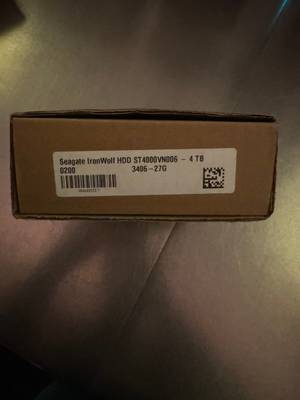 Seagate IronWolf HDD ST4000VN006 - 4 TB
0200 3406-27G